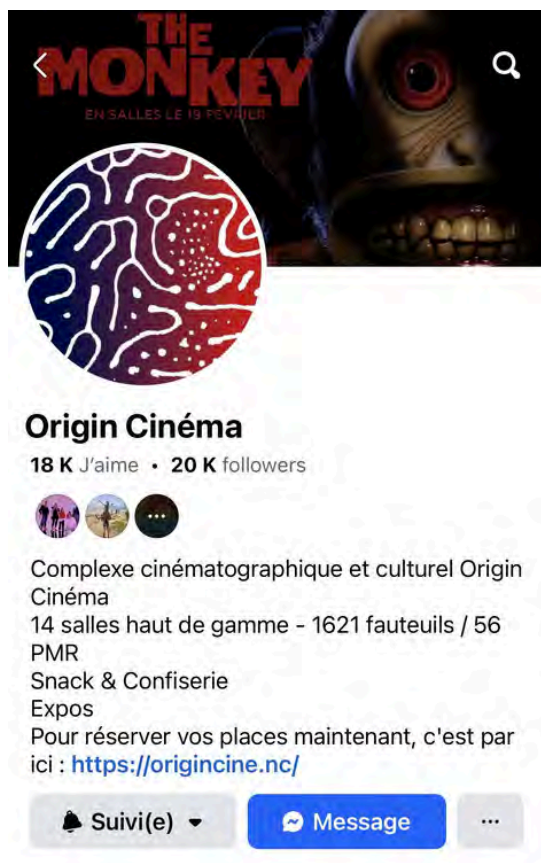 THE
MONKEY
EN SALLES LE 19 FÉVRIER
Origin Cinéma
18 K J'aime • 20 K followers
Complexe cinématographique et culturel Origin
Cinéma
14 salles haut de gamme - 1621 fauteuils / 56
PMR
Snack & Confiserie
Expos
Pour réserver vos places maintenant, c'est par
ici : https://origincine.nc/
Suivi(e)
Message